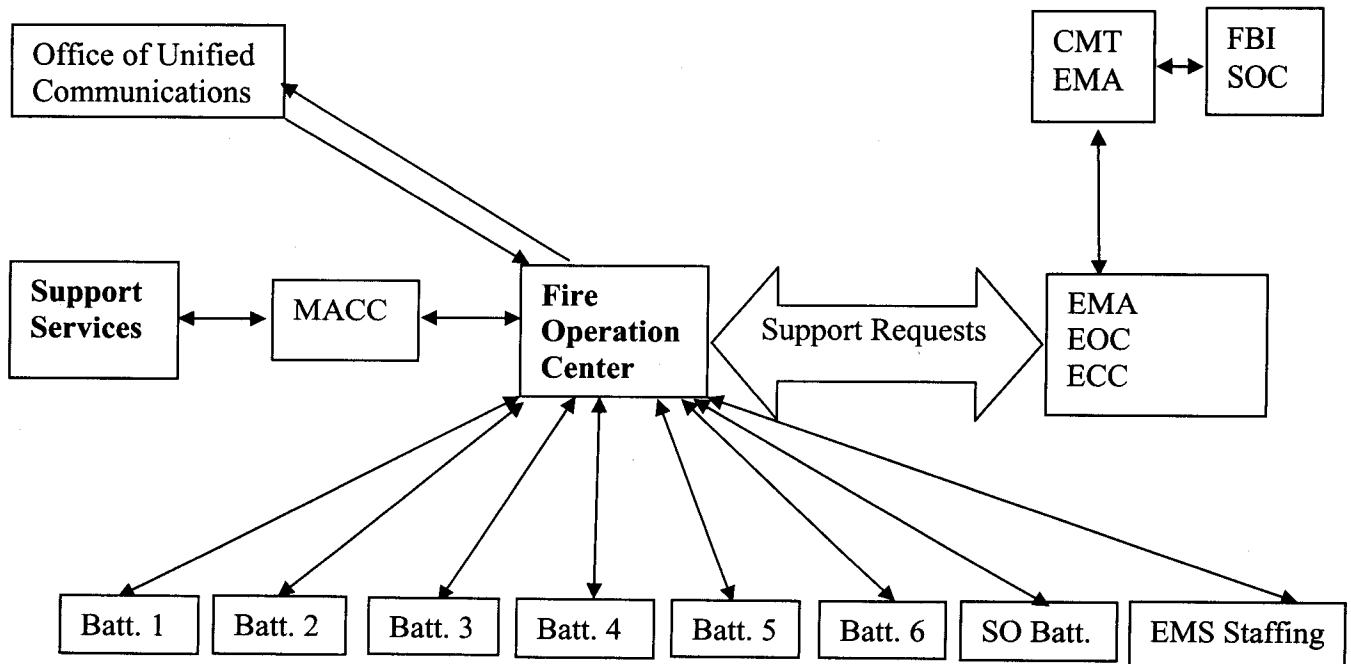 Office of Unified
Communications
CMT
EMA
FBI
SOC
Support
Services
MACC
Fire
Operation
Center
Support Requests
EMA
EOC
ECC
Batt. 1
Batt. 2
Batt. 3
Batt. 4
Batt. 5
Batt. 6
SO Batt.
EMS Staffing